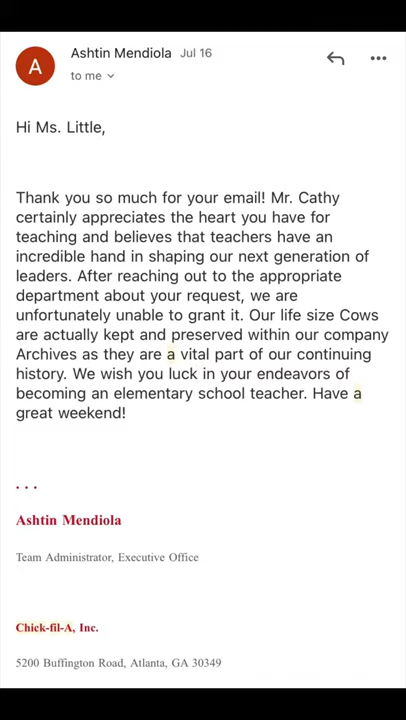 Ashtin Mendiola Jul 16
to me
A
Hi Ms. Little,
Thank you so much for your email! Mr. Cathy
certainly appreciates the heart you have for
teaching and believes that teachers have an
incredible hand in shaping our next generation of
leaders. After reaching out to the appropriate
department about your request, we are
unfortunately unable to grant it. Our life size Cows
are actually kept and preserved within our company
Archives as they are a vital part of our continuing
history. We wish you luck in your endeavors of
becoming an elementary school teacher. Have a
great weekend!
...
Ashtin Mendiola
Team Administrator, Executive Office
Chick-fil-A, Inc.
5200 Buffington Road, Atlanta, GA 30349